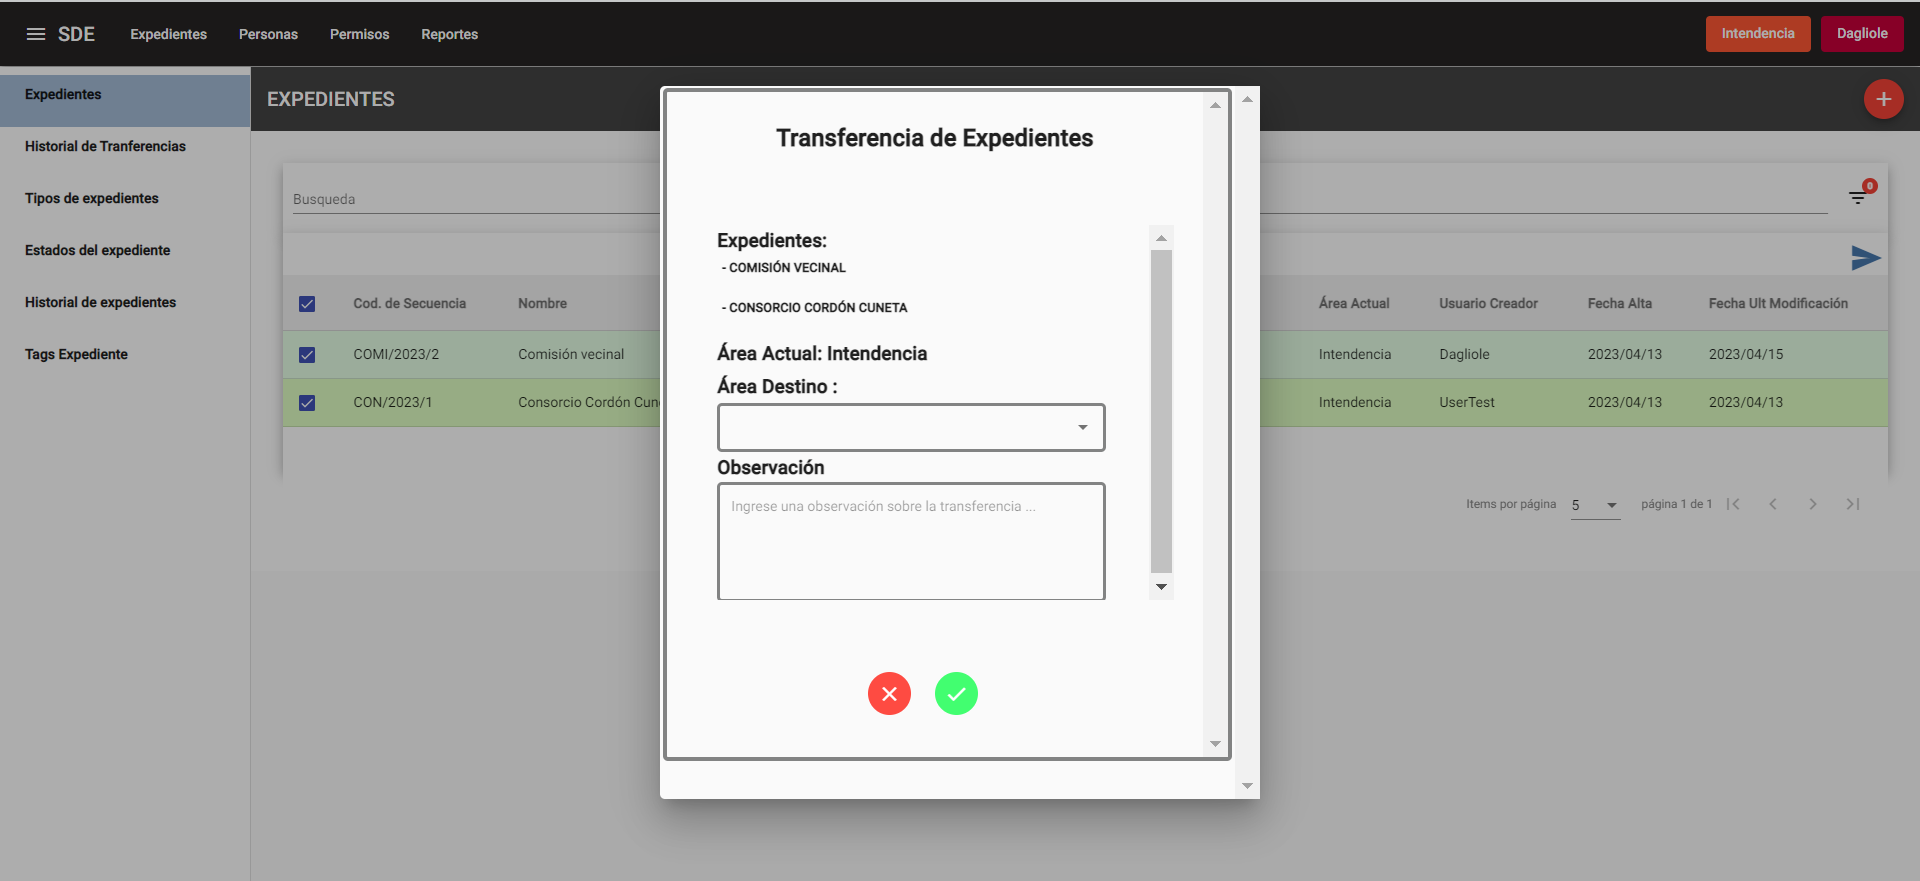 SDE
Expedientes
Personas
Permisos
Reportes
Intendencia
Dagliole
Expedientes
Historial de Tranferencias
Tipos de expedientes
Estados del expediente
Historial de expedientes
Tags Expediente
EXPEDIENTES
+
Busqueda
0
Cod. de Secuencia Nombre Área Actual Usuario Creador Fecha Alta Fecha Ult Modificación
COMI/2023/2 Comisión vecinal Intendencia Dagliole 2023/04/13 2023/04/15
CON/2023/1 Consorcio Cordón Cun Intendencia UserTest 2023/04/13 2023/04/13
Items por página 5 página 1 de 1
Transferencia de Expedientes
Expedientes:
- COMISIÓN VECINAL
- CONSORCIO CORDÓN CUNETA
Área Actual: Intendencia
Área Destino :
Observación
Ingrese una observación sobre la transferencia ...